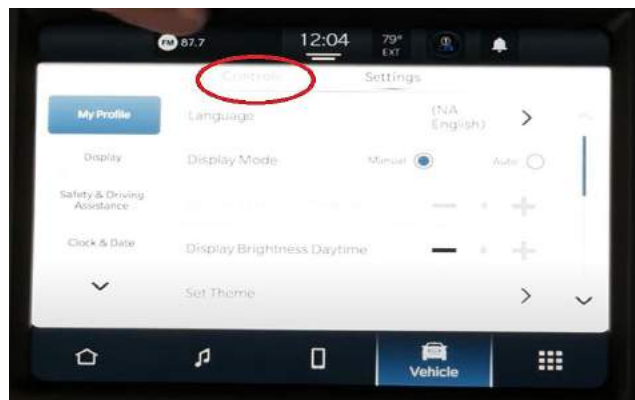 FM 87.7
12:04
79°
EXT
Controls
Settings
My Profile
Language
(NA
English)
Display
Display Mode
Manual
Auto
Safety & Driving
Assistance
Clock & Date
Display Brightness Daytime
Set Theme
Vehicle